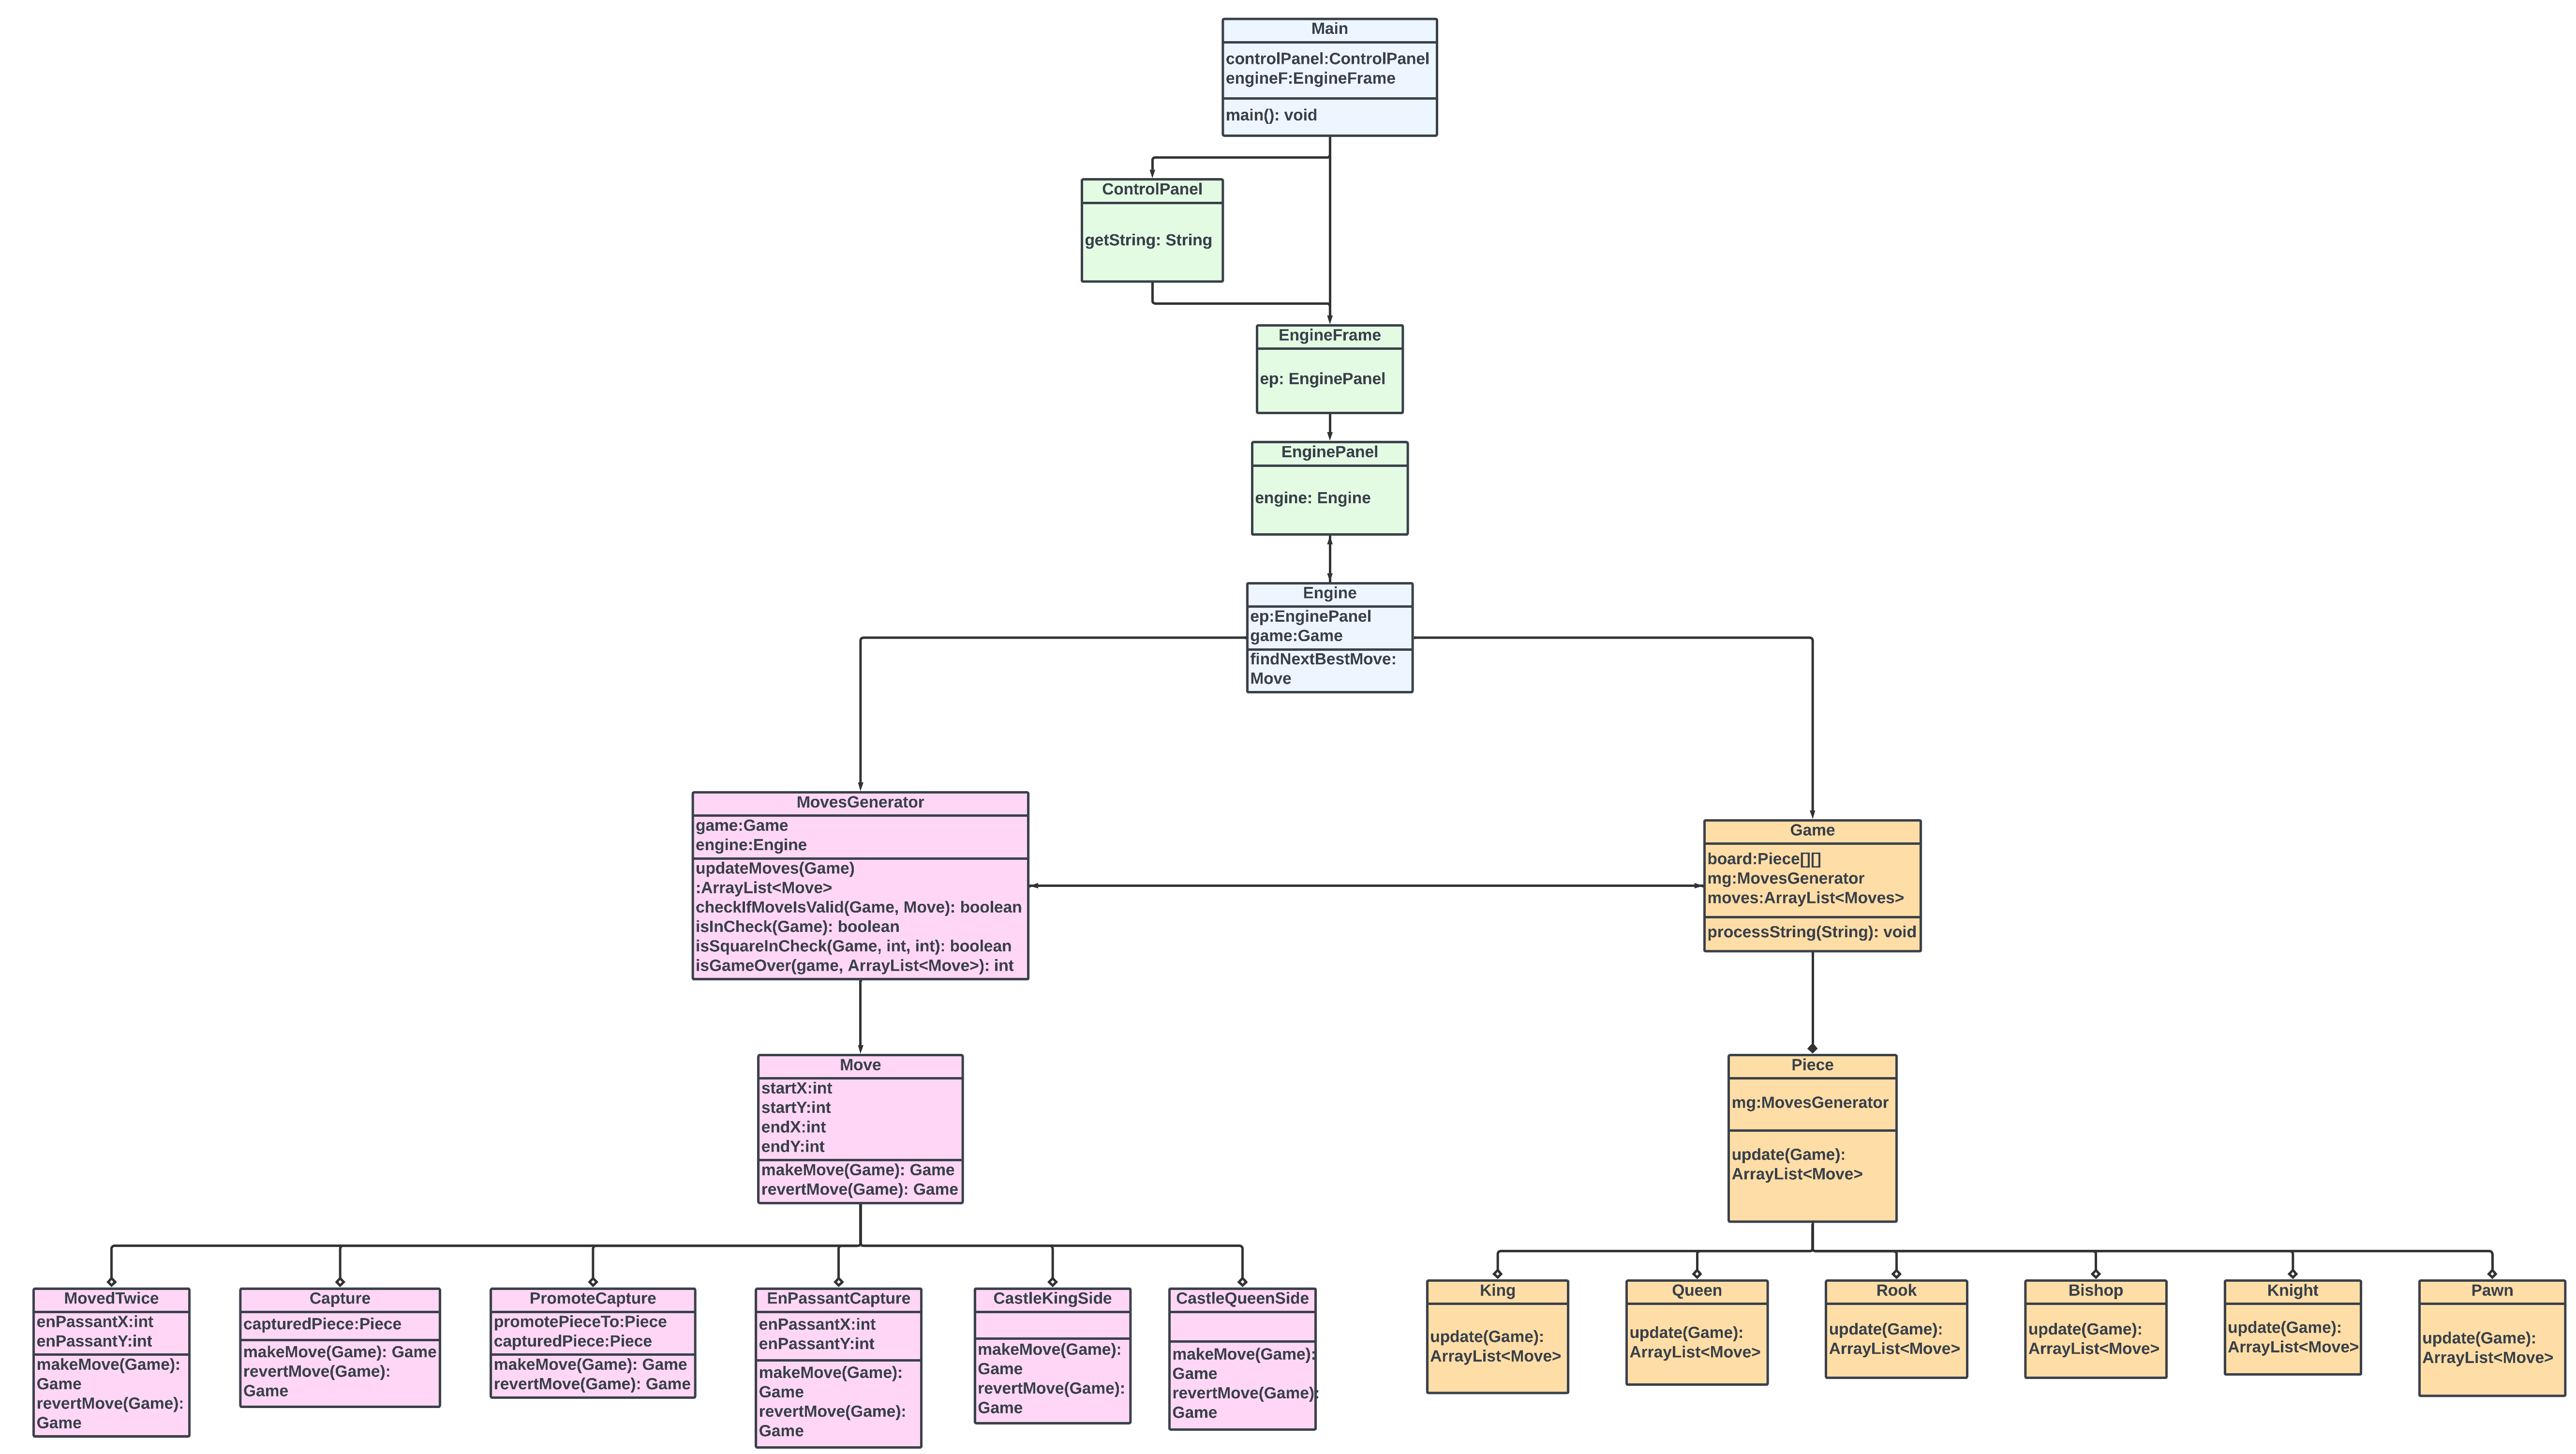 Main
controlPanel:ControlPanel
engineF:EngineFrame
main(): void
ControlPanel
getString: String
EngineFrame
ep: EnginePanel
EnginePanel
engine: Engine
Engine
ep:EnginePanel
game:Game
findNextBestMove:
Move
MovesGenerator
game:Game
engine:Engine
updateMoves(Game)
:ArrayList<Move>
checkIfMoveIsValid(Game, Move): boolean
isInCheck(Game): boolean
isSquareInCheck(Game, int, int): boolean
isGameOver(game, ArrayList<Move>): int
Game
board:Piece[][]
mg:MovesGenerator
moves:ArrayList<Moves>
processString(String): void
Move
startX:int
startY:int
endX:int
endY:int
makeMove(Game): Game
revertMove(Game): Game
Piece
mg:MovesGenerator
update(Game):
ArrayList<Move>
MovedTwice
enPassantX:int
enPassantY:int
makeMove(Game):
Game
revertMove(Game):
Game
Capture
capturedPiece:Piece
makeMove(Game): Game
revertMove(Game):
Game
PromoteCapture
promotePieceTo:Piece
capturedPiece:Piece
makeMove(Game): Game
revertMove(Game): Game
EnPassantCapture
enPassantX:int
enPassantY:int
makeMove(Game):
Game
revertMove(Game):
Game
CastleKingSide
makeMove(Game):
Game
revertMove(Game):
Game
CastleQueenSide
makeMove(Game):
Game
revertMove(Game):
Game
King
update(Game):
ArrayList<Move>
Queen
update(Game):
ArrayList<Move>
Rook
update(Game):
ArrayList<Move>
Bishop
update(Game):
ArrayList<Move>
Knight
update(Game):
ArrayList<Move>
Pawn
update(Game):
ArrayList<Move>